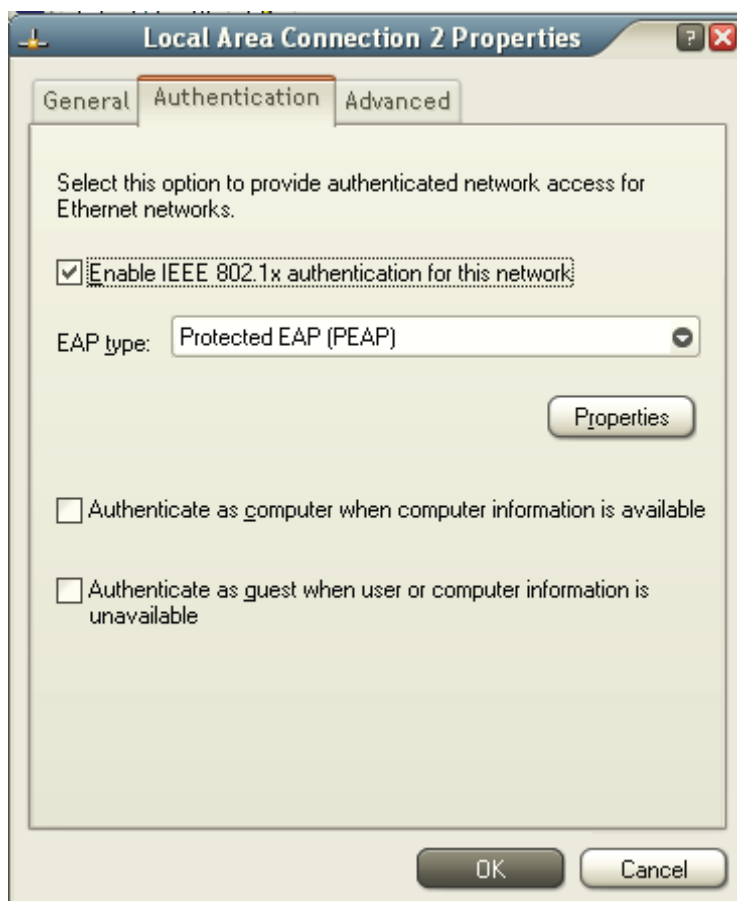 Local Area Connection 2 Properties
General Authentication Advanced
Select this option to provide authenticated network access for
Ethernet networks.
Enable IEEE 802.1x authentication for this network
EAP type: Protected EAP (PEAP)
Properties
Authenticate as computer when computer information is available
Authenticate as guest when user or computer information is
unavailable
OK Cancel